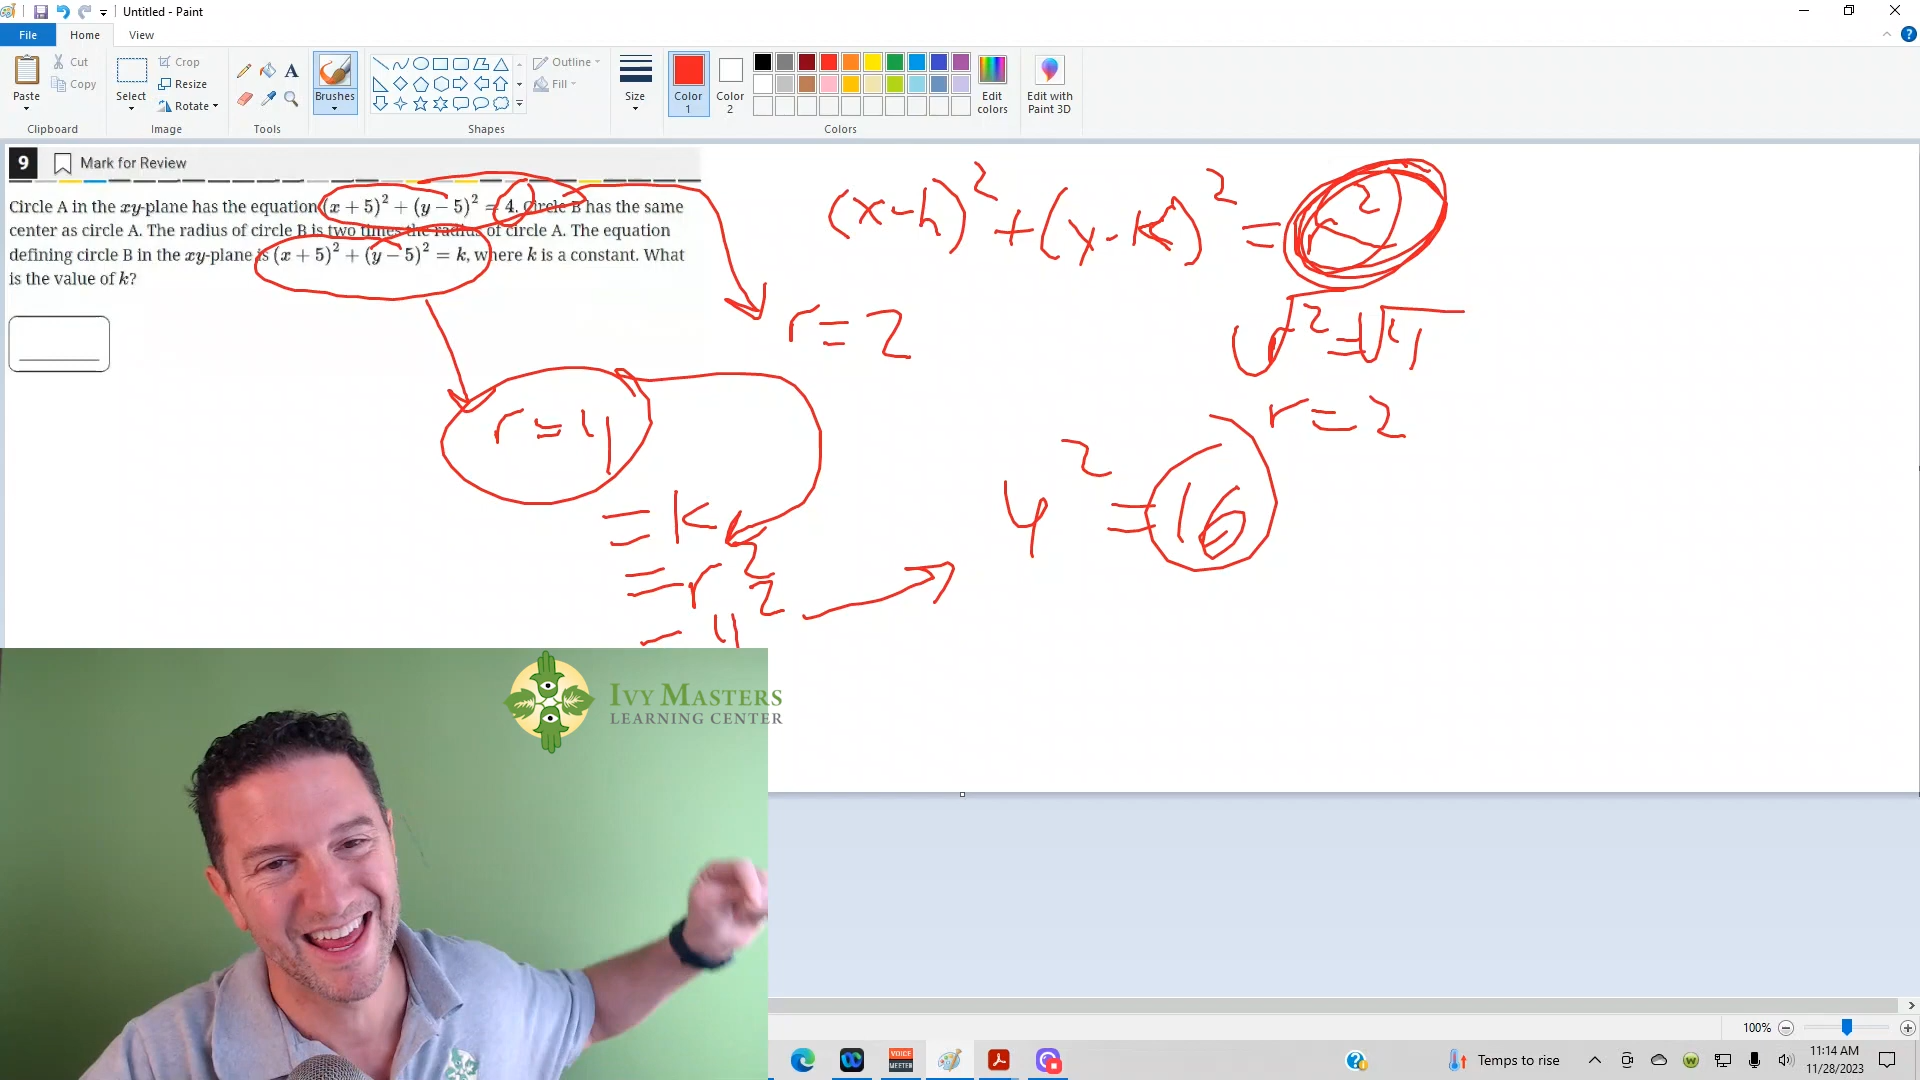 Untitled - Paint
File Home View
Paste Cut Copy Clipboard
Select Crop Resize Rotate Image
Tools
Brushes
Outline Fill Shapes
Size
Color 1 Color 2 Edit colors Colors
Edit with Paint 3D
9 Mark for Review
Circle A in the xy-plane has the equation (x + 5)² + (y − 5)² = 4. Circle B has the same
center as circle A. The radius of circle B is two times the radius of circle A. The equation
defining circle B in the xy-plane is (x + 5)² + (y − 5)² = k, where k is a constant. What
is the value of k?
(x-h)² + (y-k)² = r²
r = 2
√r² = √4
r = 2
r = 4
4² = 16
= k
= r²
= 4²
IVY MASTERS
LEARNING CENTER
100%
VOICE MEETER
Temps to rise
11:14 AM
11/28/2023